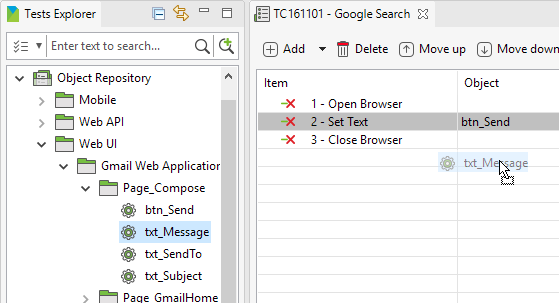 Tests Explorer
Enter text to search...
Object Repository
Mobile
Web API
Web UI
Gmail Web Application
Page_Compose
btn_Send
txt_Message
txt_SendTo
txt_Subject
Page_GmailHome
TC161101 - Google Search
Add Delete Move up Move down
Item Object
1 - Open Browser
2 - Set Text btn_Send
3 - Close Browser
txt_Message